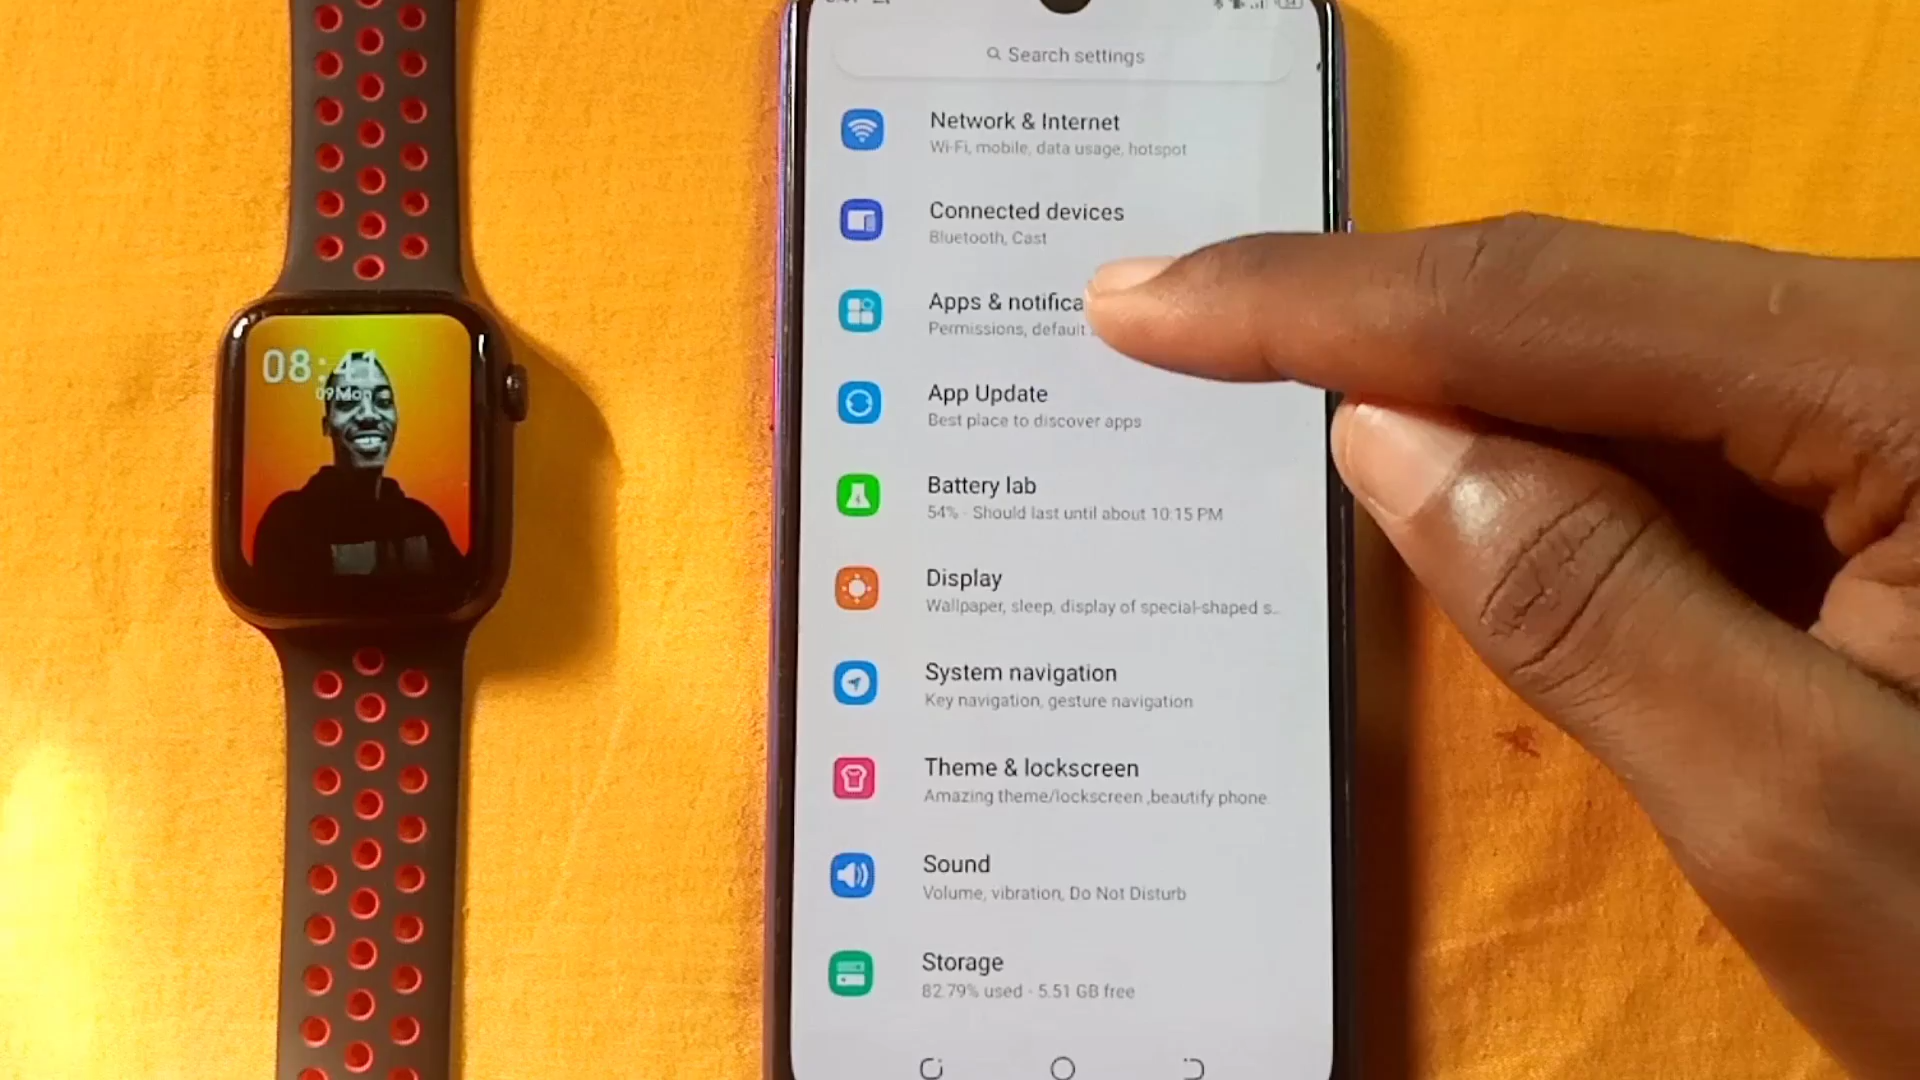 08:41
09Mon
Search settings
Network & Internet
Wi-Fi, mobile, data usage, hotspot
Connected devices
Bluetooth, Cast
Apps & notifica
Permissions, default
App Update
Best place to discover apps
Battery lab
54% - Should last until about 10:15 PM
Display
Wallpaper, sleep, display of special-shaped s...
System navigation
Key navigation, gesture navigation
Theme & lockscreen
Amazing theme/lockscreen ,beautify phone
Sound
Volume, vibration, Do Not Disturb
Storage
82.79% used - 5.51 GB free